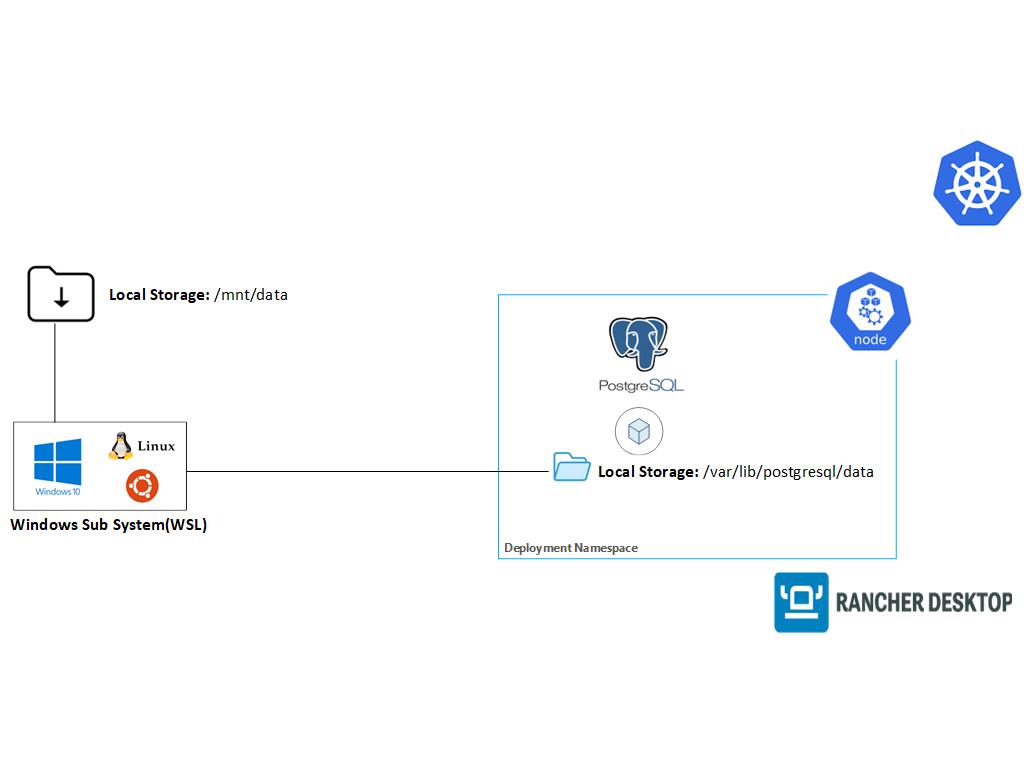 node
Local Storage: /mnt/data
PostgreSQL
Linux
Windows 10
Local Storage: /var/lib/postgresql/data
Windows Sub System(WSL)
Deployment Namespace
RANCHER DESKTOP